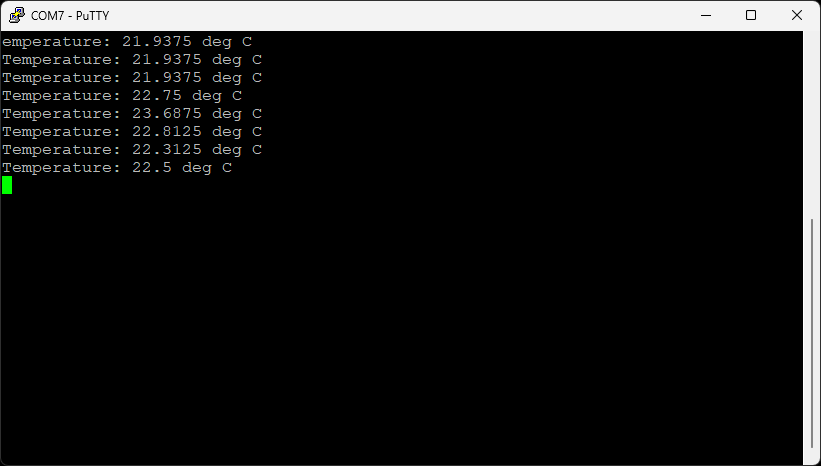 COM7 - PuTTY
emperature: 21.9375 deg C
Temperature: 21.9375 deg C
Temperature: 21.9375 deg C
Temperature: 22.75 deg C
Temperature: 23.6875 deg C
Temperature: 22.8125 deg C
Temperature: 22.3125 deg C
Temperature: 22.5 deg C